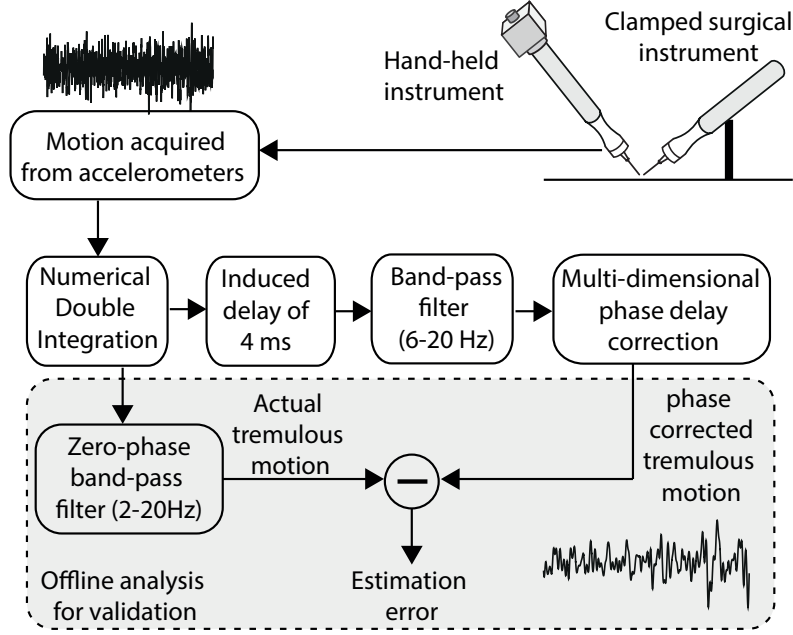 Clamped surgical
instrument
Hand-held
instrument
Motion acquired
from accelerometers
Numerical
Double
Integration
Induced
delay of
4 ms
Band-pass
filter
(6-20 Hz)
Multi-dimensional
phase delay
correction
Actual
tremulous
motion
phase
corrected
tremulous
motion
Zero-phase
band-pass
filter (2-20Hz)
Offline analysis
for validation
Estimation
error